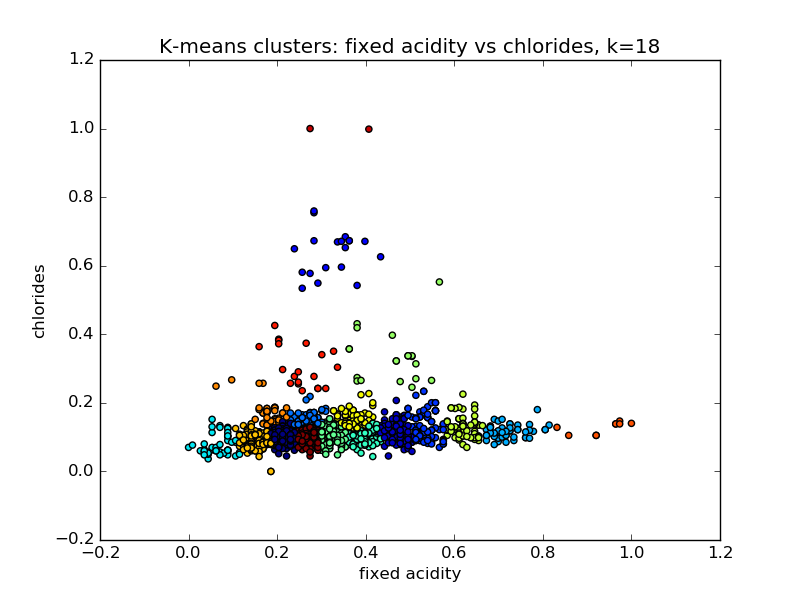 K-means clusters: fixed acidity vs chlorides, k=18
1.2
1.0
0.8
0.6
0.4
0.2
0.0
−0.2
chlorides
−0.2 0.0 0.2 0.4 0.6 0.8 1.0 1.2
fixed acidity